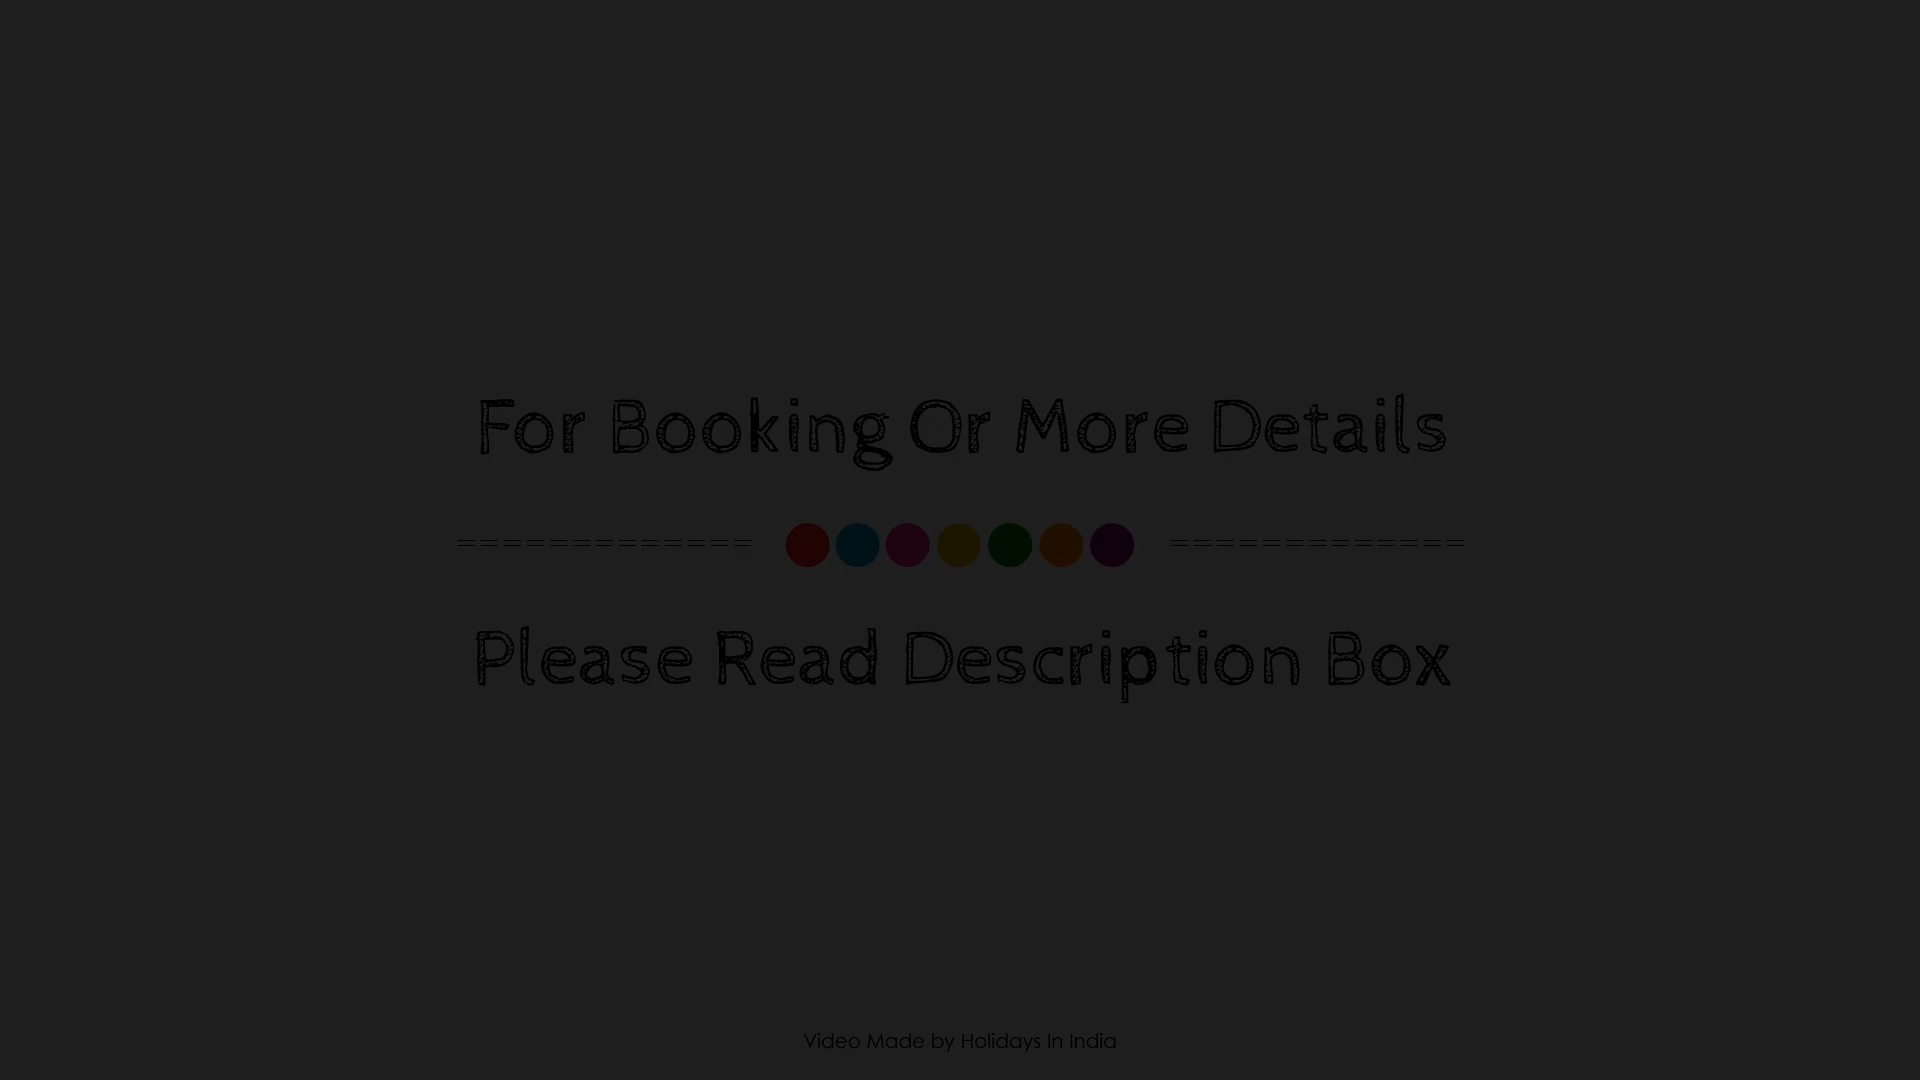 For Booking Or More Details
============= =============
Please Read Description Box
Video Made by Holidays In India